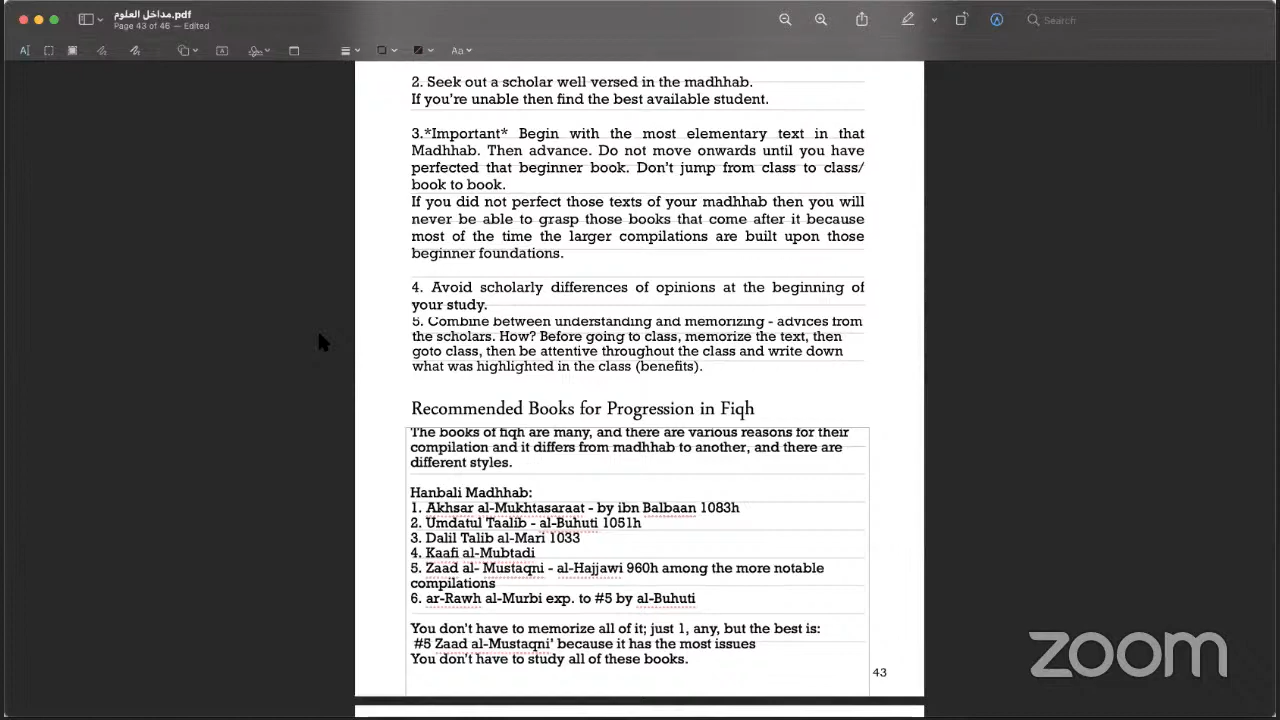 مداخل العلوم.pdf
Page 43 of 46 — Edited
Search
Aa
2. Seek out a scholar well versed in the madhhab.
If you're unable then find the best available student.
3.*Important* Begin with the most elementary text in that
Madhhab. Then advance. Do not move onwards until you have
perfected that beginner book. Don't jump from class to class/
book to book.
If you did not perfect those texts of your madhhab then you will
never be able to grasp those books that come after it because
most of the time the larger compilations are built upon those
beginner foundations.
4. Avoid scholarly differences of opinions at the beginning of
your study.
5. Combine between understanding and memorizing - advices from
the scholars. How? Before going to class, memorize the text, then
goto class, then be attentive throughout the class and write down
what was highlighted in the class (benefits).
Recommended Books for Progression in Fiqh
The books of fiqh are many, and there are various reasons for their
compilation and it differs from madhhab to another, and there are
different styles.
Hanbali Madhhab:
1. Akhsar al-Mukhtasaraat - by ibn Balbaan 1083h
2. Umdatul Taalib - al-Buhuti 1051h
3. Dalil Talib al-Mari 1033
4. Kaafi al-Mubtadi
5. Zaad al- Mustaqni - al-Hajjawi 960h among the more notable
compilations
6. ar-Rawh al-Murbi exp. to #5 by al-Buhuti
You don't have to memorize all of it; just 1, any, but the best is:
#5 Zaad al-Mustaqni' because it has the most issues
You don't have to study all of these books.
43
zoom